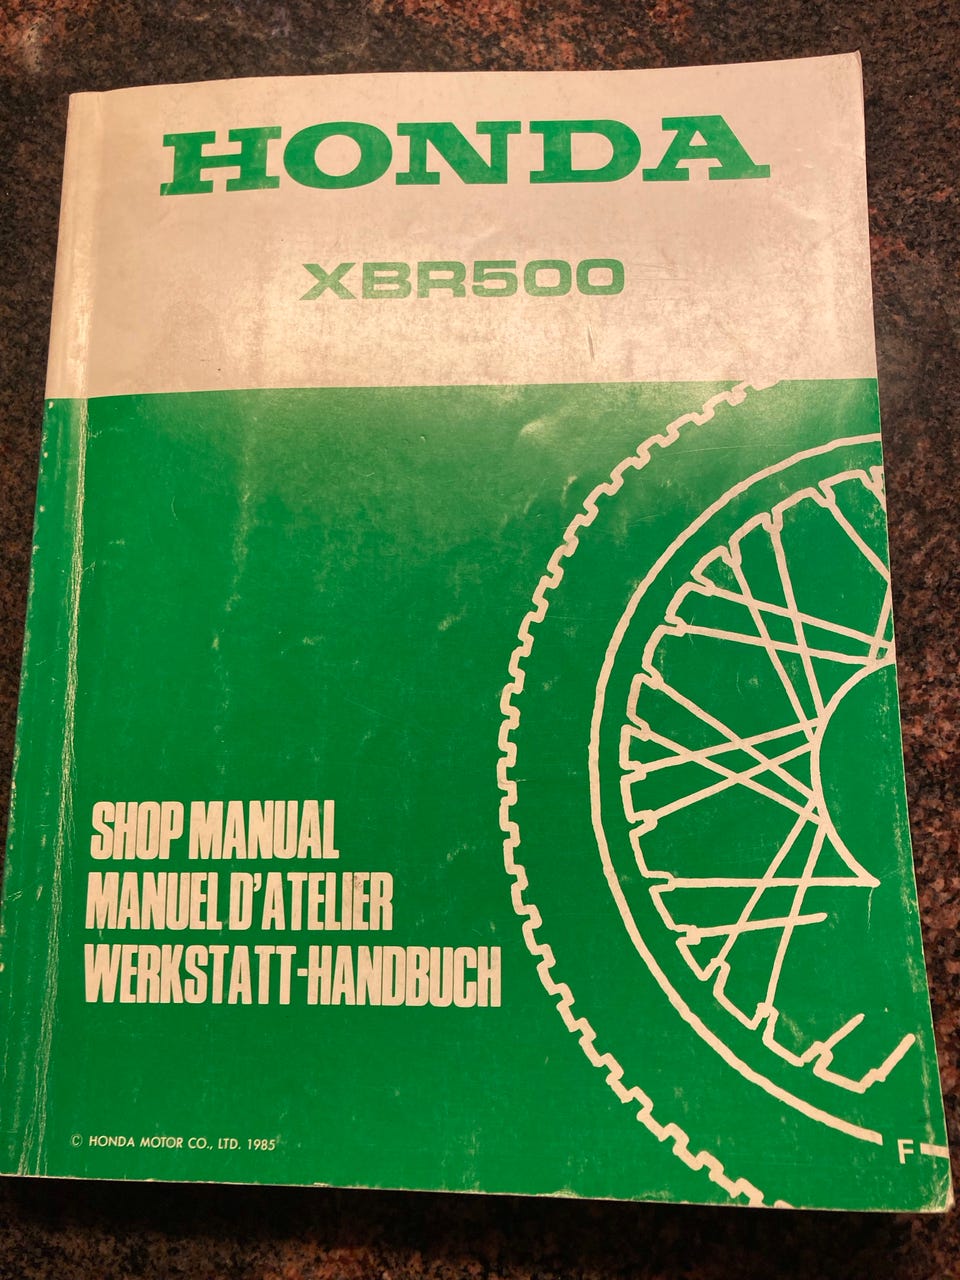 HONDA
XBR500
SHOP MANUAL
MANUEL D'ATELIER
WERKSTATT-HANDBUCH
© HONDA MOTOR CO., LTD. 1985
F